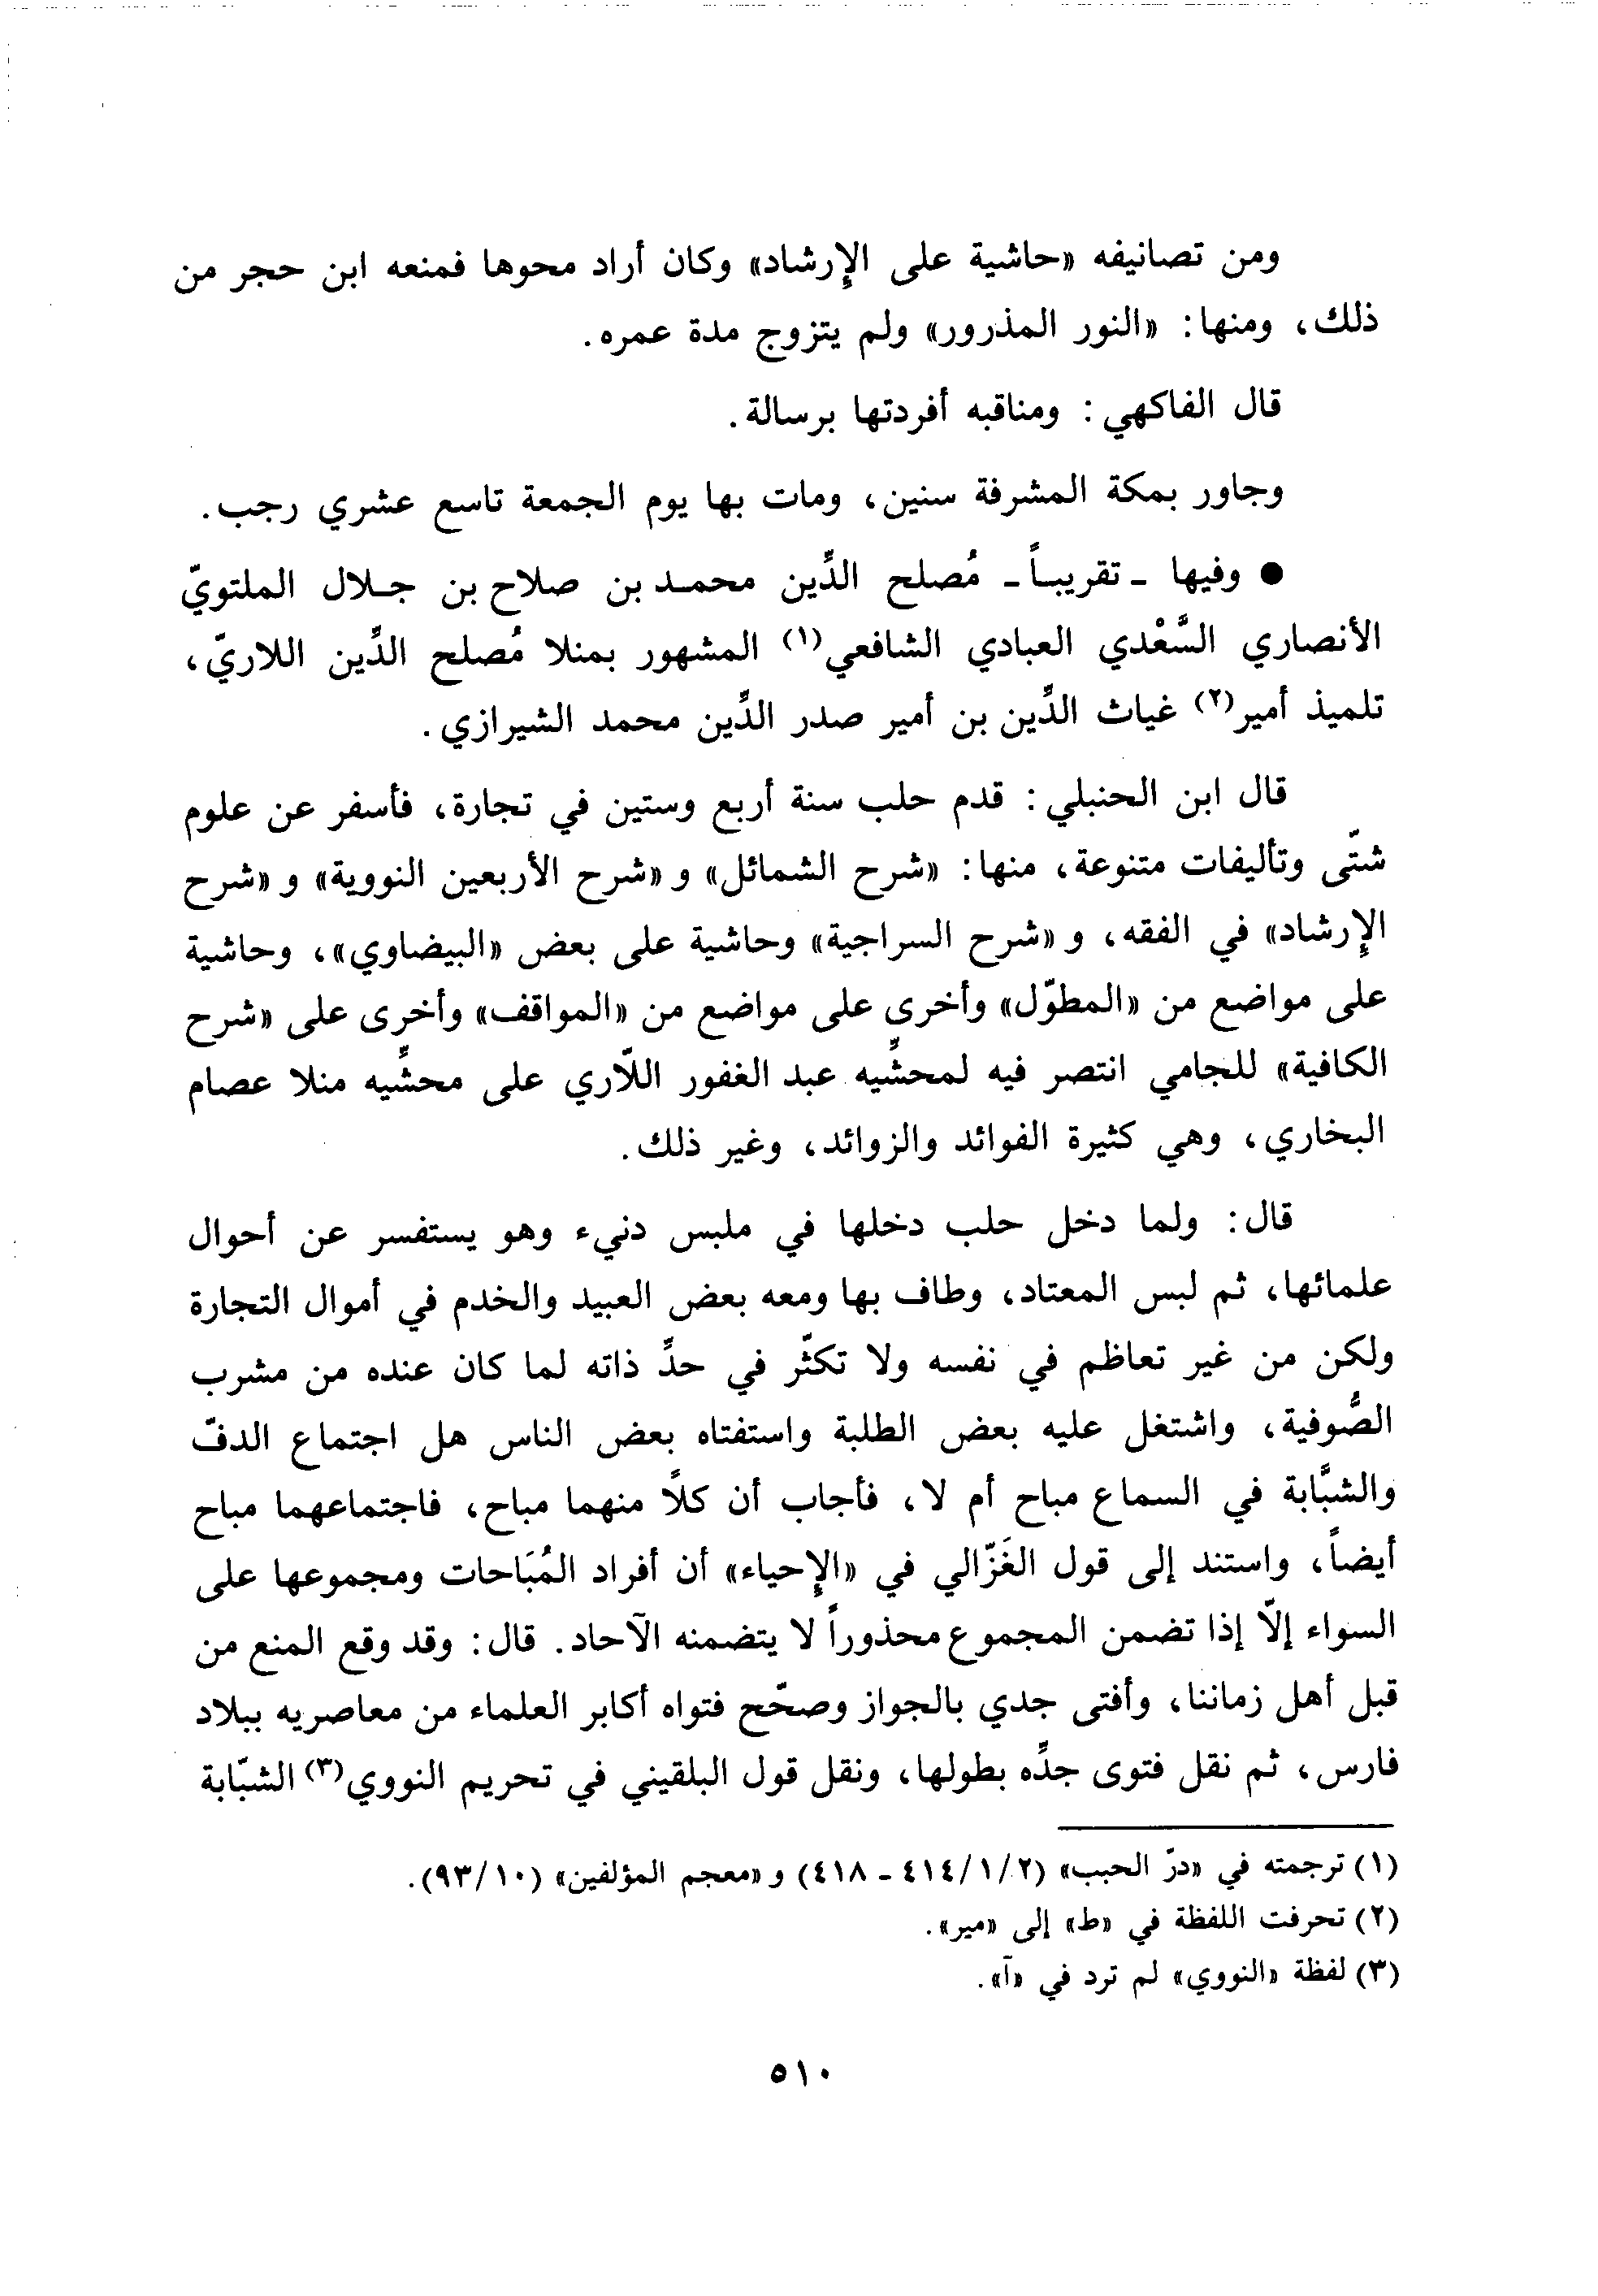 ومن تصانيفه «حاشية على الإرشاد» وكان أراد محوها فمنعه ابن حجر من
ذلك، ومنها: «النور المذرور» ولم يتزوج مدة عمره.
قال الفاكهي: ومناقبه أفردتها برسالة.
وجاور بمكة المشرفة سنين، ومات بها يوم الجمعة تاسع عشري رجب.
● وفيها ـ تقريباً ـ مُصلح الدِّين محمد بن صلاح بن جلال الملتويّ
الأنصاري السَّعْدي العبادي الشافعي(١) المشهور بمنلا مُصلح الدِّين اللاريّ،
تلميذ أمير(٢) غياث الدِّين بن أمير صدر الدِّين محمد الشيرازي.
قال ابن الحنبلي: قدم حلب سنة أربع وستين في تجارة، فأسفر عن علوم
شتّى وتأليفات متنوعة، منها: «شرح الشمائل» و «شرح الأربعين النووية» و «شرح
الإرشاد» في الفقه، و «شرح السراجية» وحاشية على بعض «البيضاوي»، وحاشية
على مواضع من «المطوّل» وأخرى على مواضع من «المواقف» وأخرى على «شرح
الكافية» للجامي انتصر فيه لمحشِّيه عبد الغفور اللّاري على محشِّيه منلا عصام
البخاري، وهي كثيرة الفوائد والزوائد، وغير ذلك.
قال: ولما دخل حلب دخلها في ملبس دنيء وهو يستفسر عن أحوال
علمائها، ثم لبس المعتاد، وطاف بها ومعه بعض العبيد والخدم في أموال التجارة
ولكن من غير تعاظم في نفسه ولا تكثّر في حدِّ ذاته لما كان عنده من مشرب
الصُّوفية، واشتغل عليه بعض الطلبة واستفتاه بعض الناس هل اجتماع الدفّ
والشبَّابة في السماع مباح أم لا، فأجاب أن كلاً منهما مباح، فاجتماعهما مباح
أيضاً، واستند إلى قول الغَزّالي في «الإحياء» أن أفراد المُبَاحات ومجموعها على
السواء إلّا إذا تضمن المجموع محذوراً لا يتضمنه الآحاد. قال: وقد وقع المنع من
قبل أهل زماننا، وأفتى جدي بالجواز وصحّح فتواه أكابر العلماء من معاصريه ببلاد
فارس، ثم نقل فتوى جدِّه بطولها، ونقل قول البلقيني في تحريم النووي(٣) الشبّابة
(١) ترجمته في «درّ الحبب» (٤١٤/١/٢ ـ ٤١٨) و «معجم المؤلفين» (٩٣/١٠).
(٢) تحرفت اللفظة في «ط» إلى «مير».
(٣) لفظة «النووي» لم ترد في «آ».
٥١٠